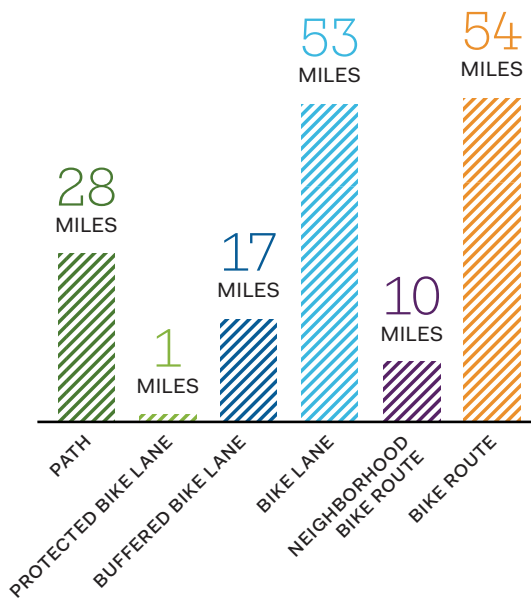 28
MILES
1
MILES
17
MILES
53
MILES
10
MILES
54
MILES
PATH
PROTECTED BIKE LANE
BUFFERED BIKE LANE
BIKE LANE
NEIGHBORHOOD
BIKE ROUTE
BIKE ROUTE